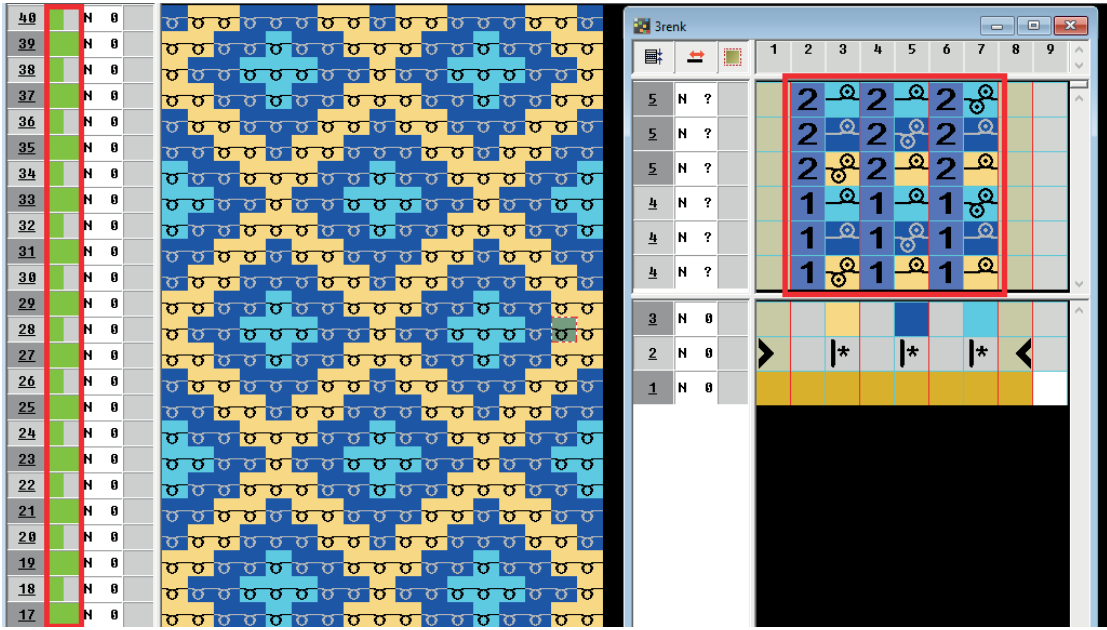 40 N 0
39 N 0
38 N 0
37 N 0
36 N 0
35 N 0
34 N 0
33 N 0
32 N 0
31 N 0
30 N 0
29 N 0
28 N 0
27 N 0
26 N 0
25 N 0
24 N 0
23 N 0
22 N 0
21 N 0
20 N 0
19 N 0
18 N 0
17 N 0
3renk
1 2 3 4 5 6 7 8 9
5 N ? 2 2 2
5 N ? 2 2 2
5 N ? 2 2 2
4 N ? 1 1 1
4 N ? 1 1 1
4 N ? 1 1 1
3 N 0
2 N 0 |* |* |*
1 N 0